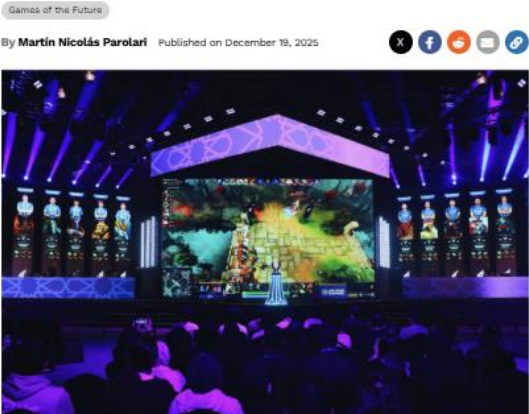 Games of the Future
By Martín Nicolás Parolari Published on December 19, 2025
X